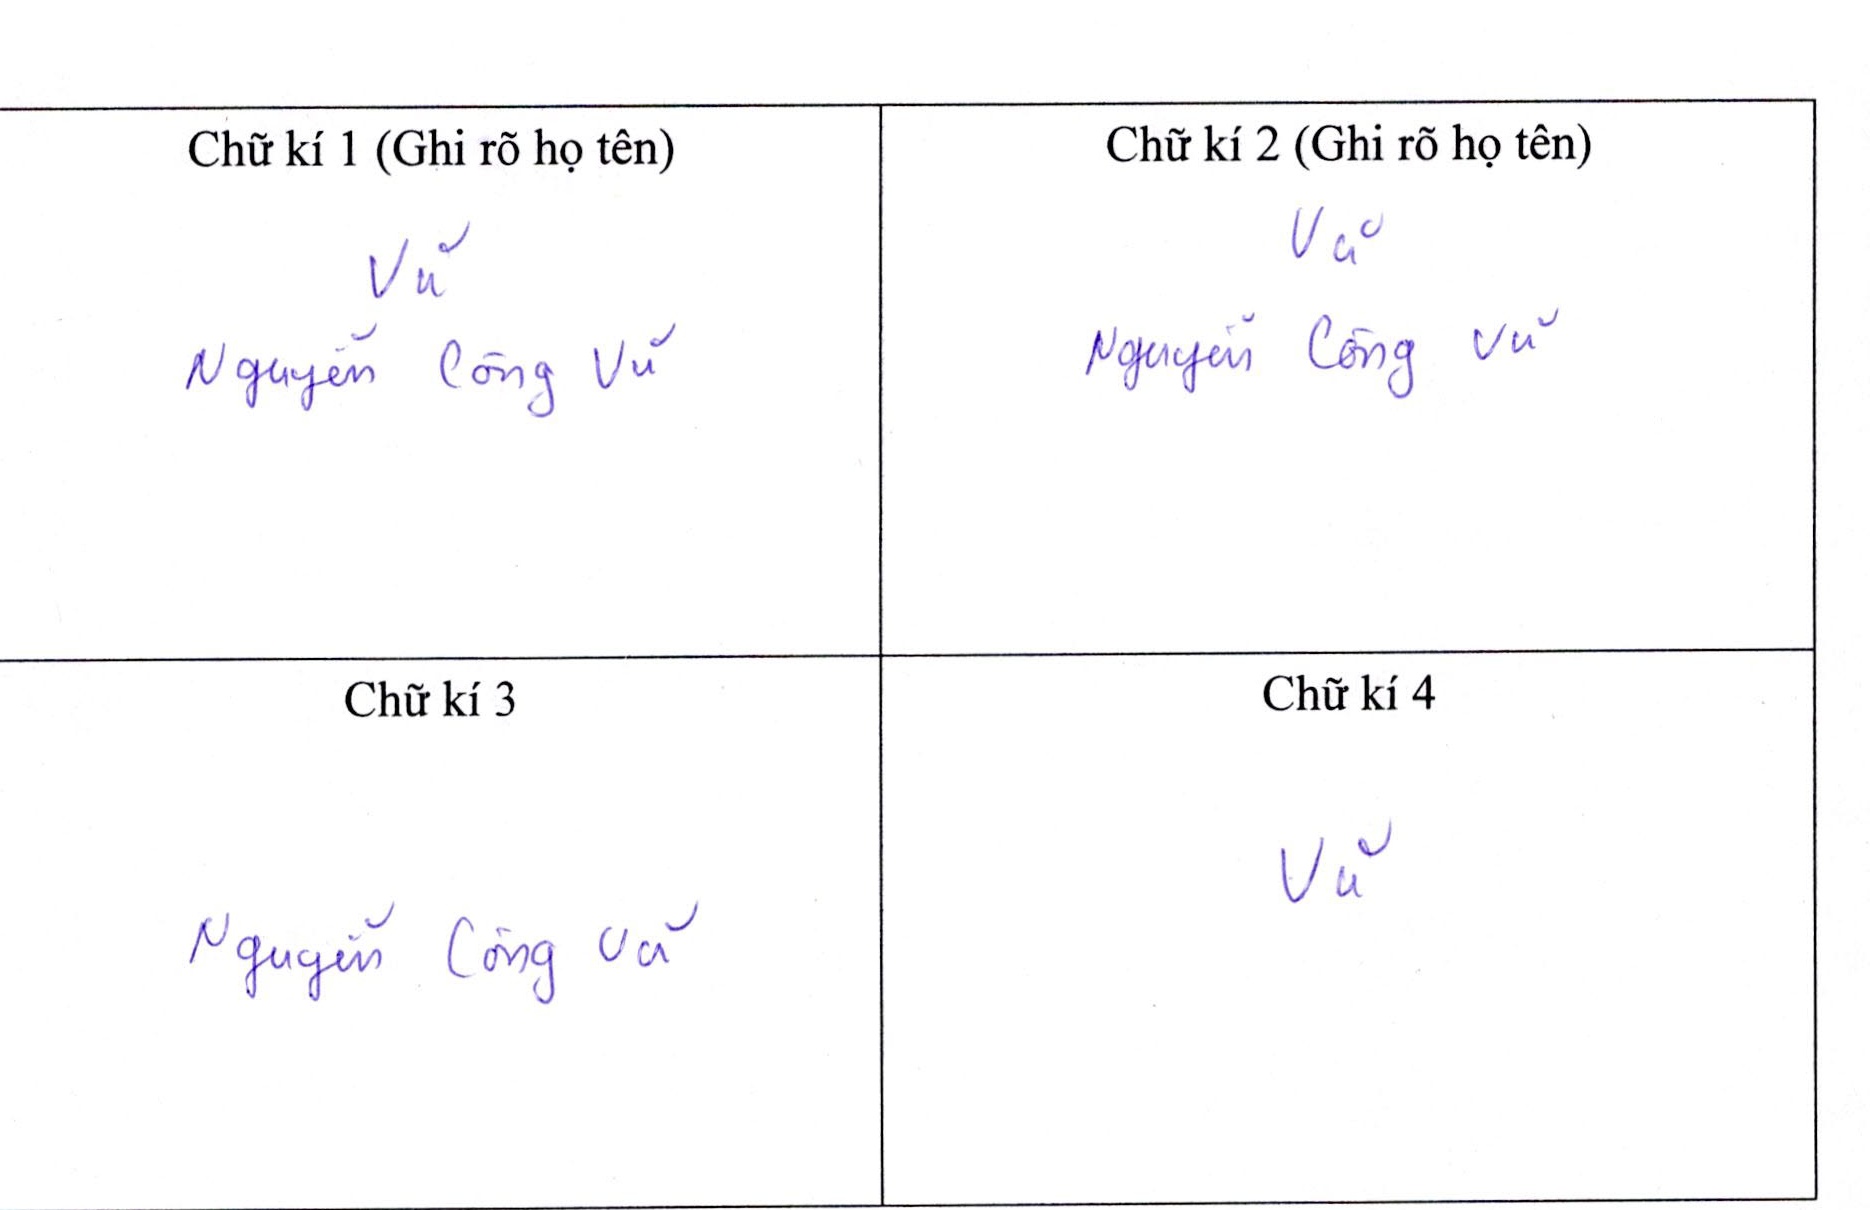 Chữ kí 1 (Ghi rõ họ tên)
Vũ
Nguyễn Công Vũ
Chữ kí 2 (Ghi rõ họ tên)
Vũ
Nguyễn Công Vũ
Chữ kí 3
Nguyễn Công Vũ
Chữ kí 4
Vũ